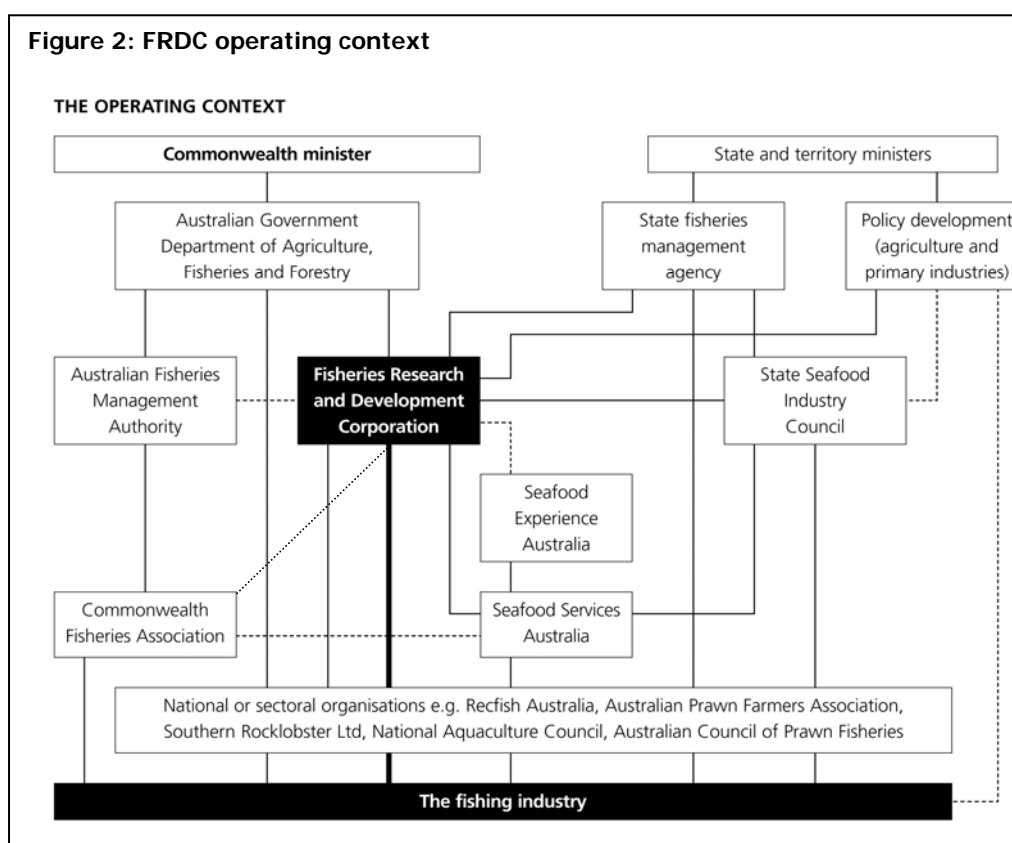 Figure 2: FRDC operating context
THE OPERATING CONTEXT
Commonwealth minister
State and territory ministers
Australian Government
Department of Agriculture,
Fisheries and Forestry
State fisheries
management
agency
Policy development
(agriculture and
primary industries)
Australian Fisheries
Management
Authority
Fisheries Research
and Development
Corporation
State Seafood
Industry
Council
Seafood
Experience
Australia
Commonwealth
Fisheries Association
Seafood Services
Australia
National or sectoral organisations e.g. Recfish Australia, Australian Prawn Farmers Association,
Southern Rocklobster Ltd, National Aquaculture Council, Australian Council of Prawn Fisheries
The fishing industry